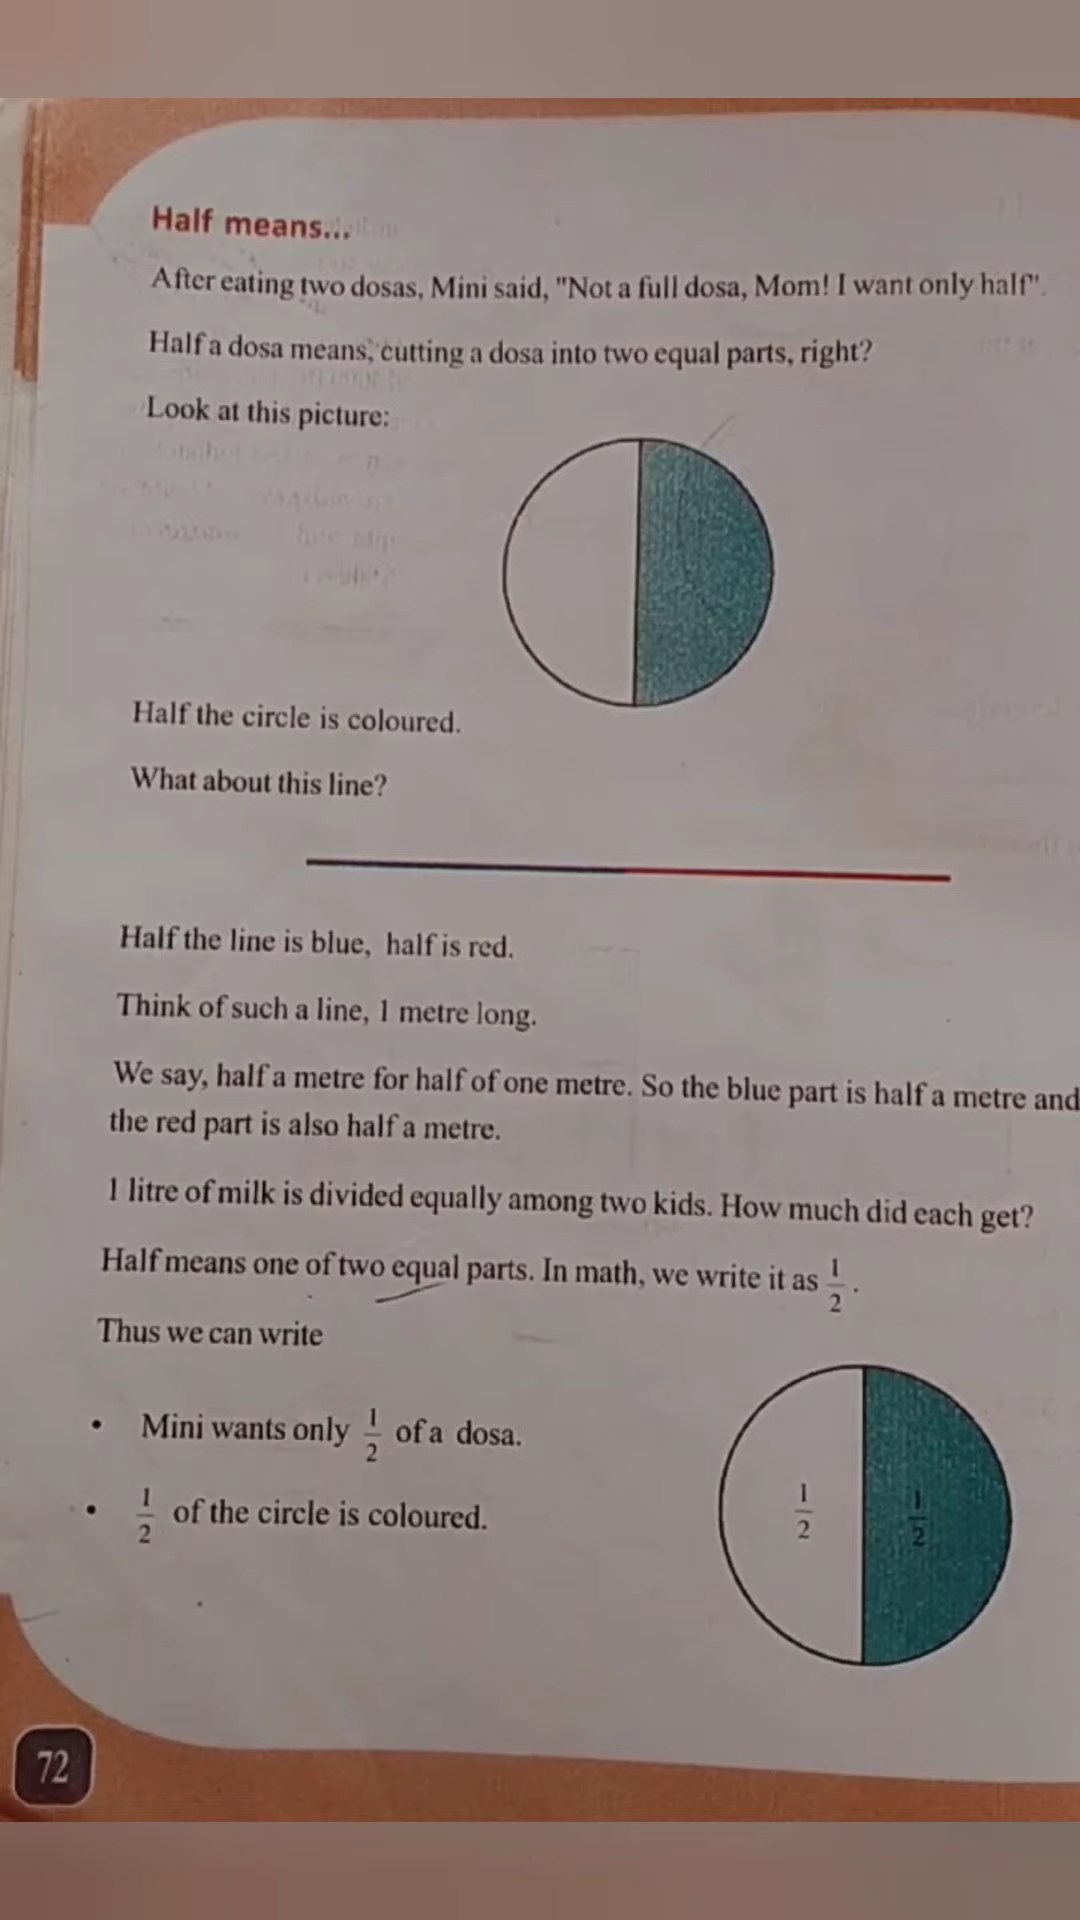 Half means...
After eating two dosas, Mini said, "Not a full dosa, Mom! I want only half".
Half a dosa means, cutting a dosa into two equal parts, right?
Look at this picture:
Half the circle is coloured.
What about this line?
Half the line is blue, half is red.
Think of such a line, 1 metre long.
We say, half a metre for half of one metre. So the blue part is half a metre and
the red part is also half a metre.
1 litre of milk is divided equally among two kids. How much did each get?
Half means one of two equal parts. In math, we write it as 1/2.
Thus we can write
• Mini wants only 1/2 of a dosa.
• 1/2 of the circle is coloured.
1/2 1/2
72